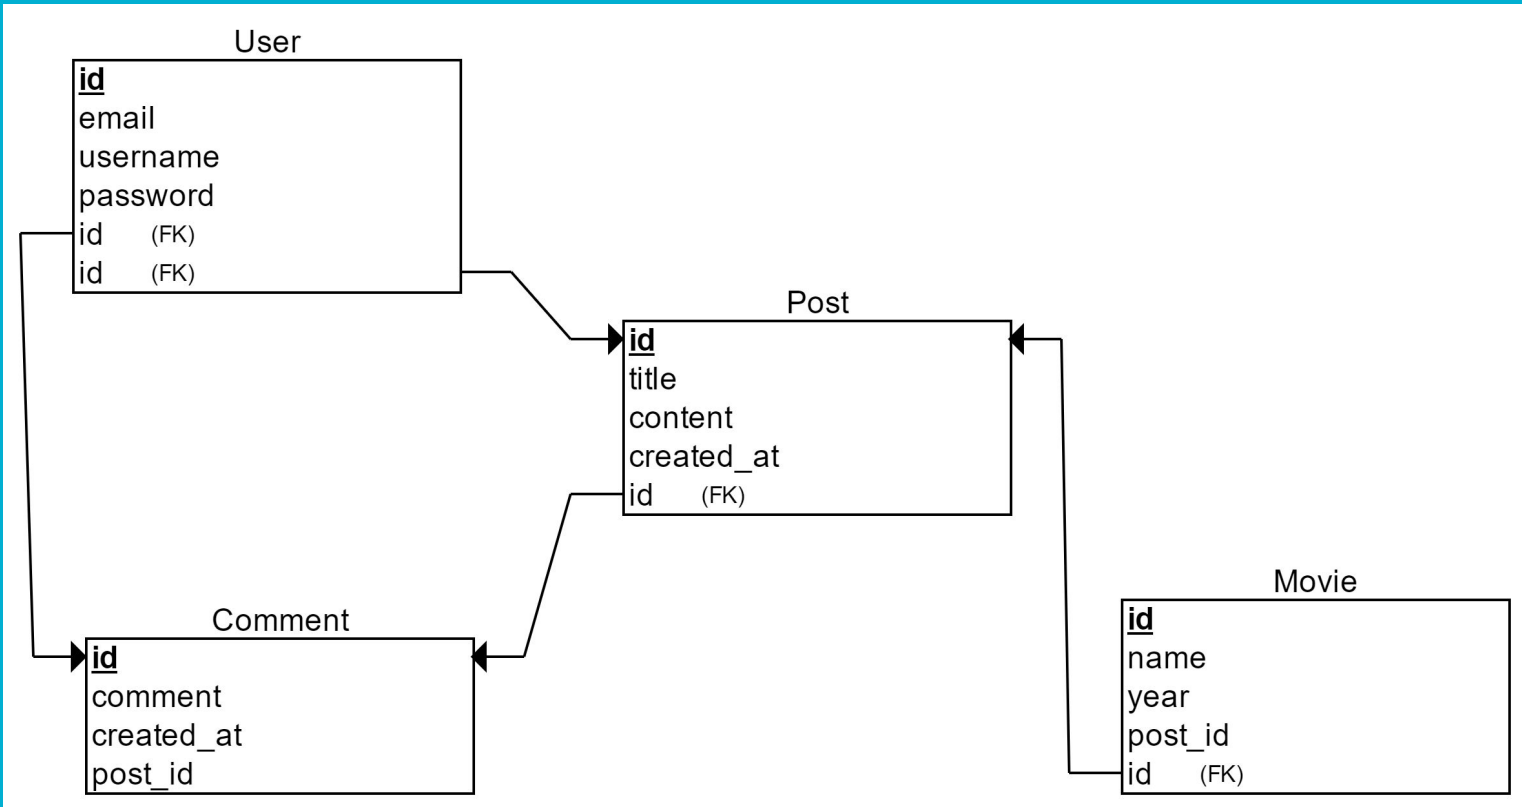 User
id
email
username
password
id (FK)
id (FK)
Post
id
title
content
created_at
id (FK)
Comment
id
comment
created_at
post_id
Movie
id
name
year
post_id
id (FK)